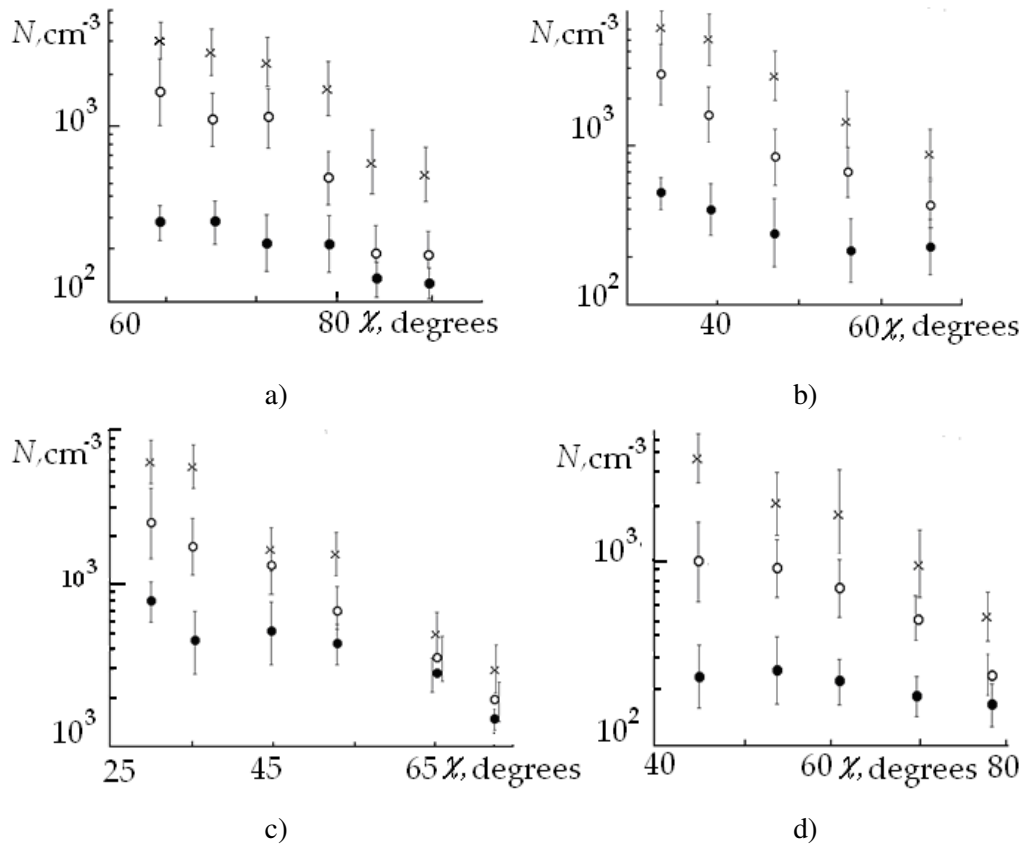 N, cm⁻³
N, cm⁻³
10³
10³
10²
10²
60
80
χ, degrees
40
60
χ, degrees
a)
b)
N, cm⁻³
N, cm⁻³
10³
10³
10³
10²
25
45
65
χ, degrees
40
60
χ, degrees
80
c)
d)